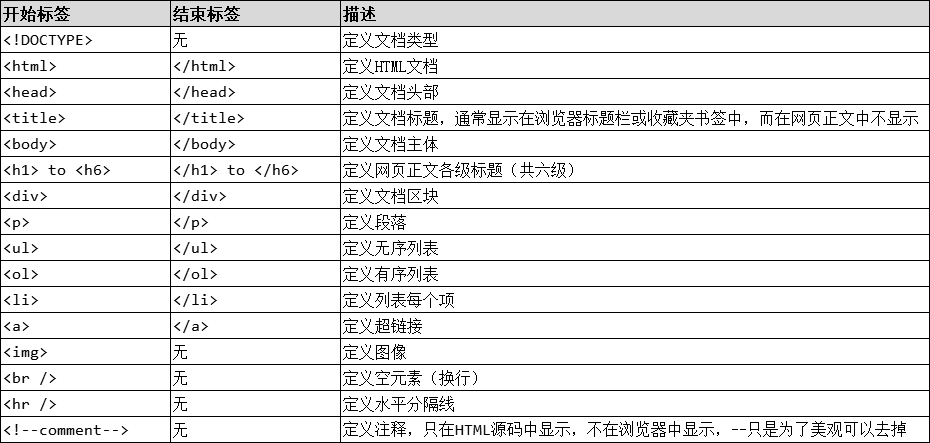 开始标签 结束标签 描述
<!DOCTYPE> 无 定义文档类型
<html> </html> 定义HTML文档
<head> </head> 定义文档头部
<title> </title> 定义文档标题，通常显示在浏览器标题栏或收藏夹书签中，而在网页正文中不显示
<body> </body> 定义文档主体
<h1> to <h6> </h1> to </h6> 定义网页正文各级标题（共六级）
<div> </div> 定义文档区块
<p> </p> 定义段落
<ul> </ul> 定义无序列表
<ol> </ol> 定义有序列表
<li> </li> 定义列表每个项
<a> </a> 定义超链接
<img> 无 定义图像
<br /> 无 定义空元素（换行）
<hr /> 无 定义水平分隔线
<!--comment--> 无 定义注释，只在HTML源码中显示，不在浏览器中显示，--只是为了美观可以去掉